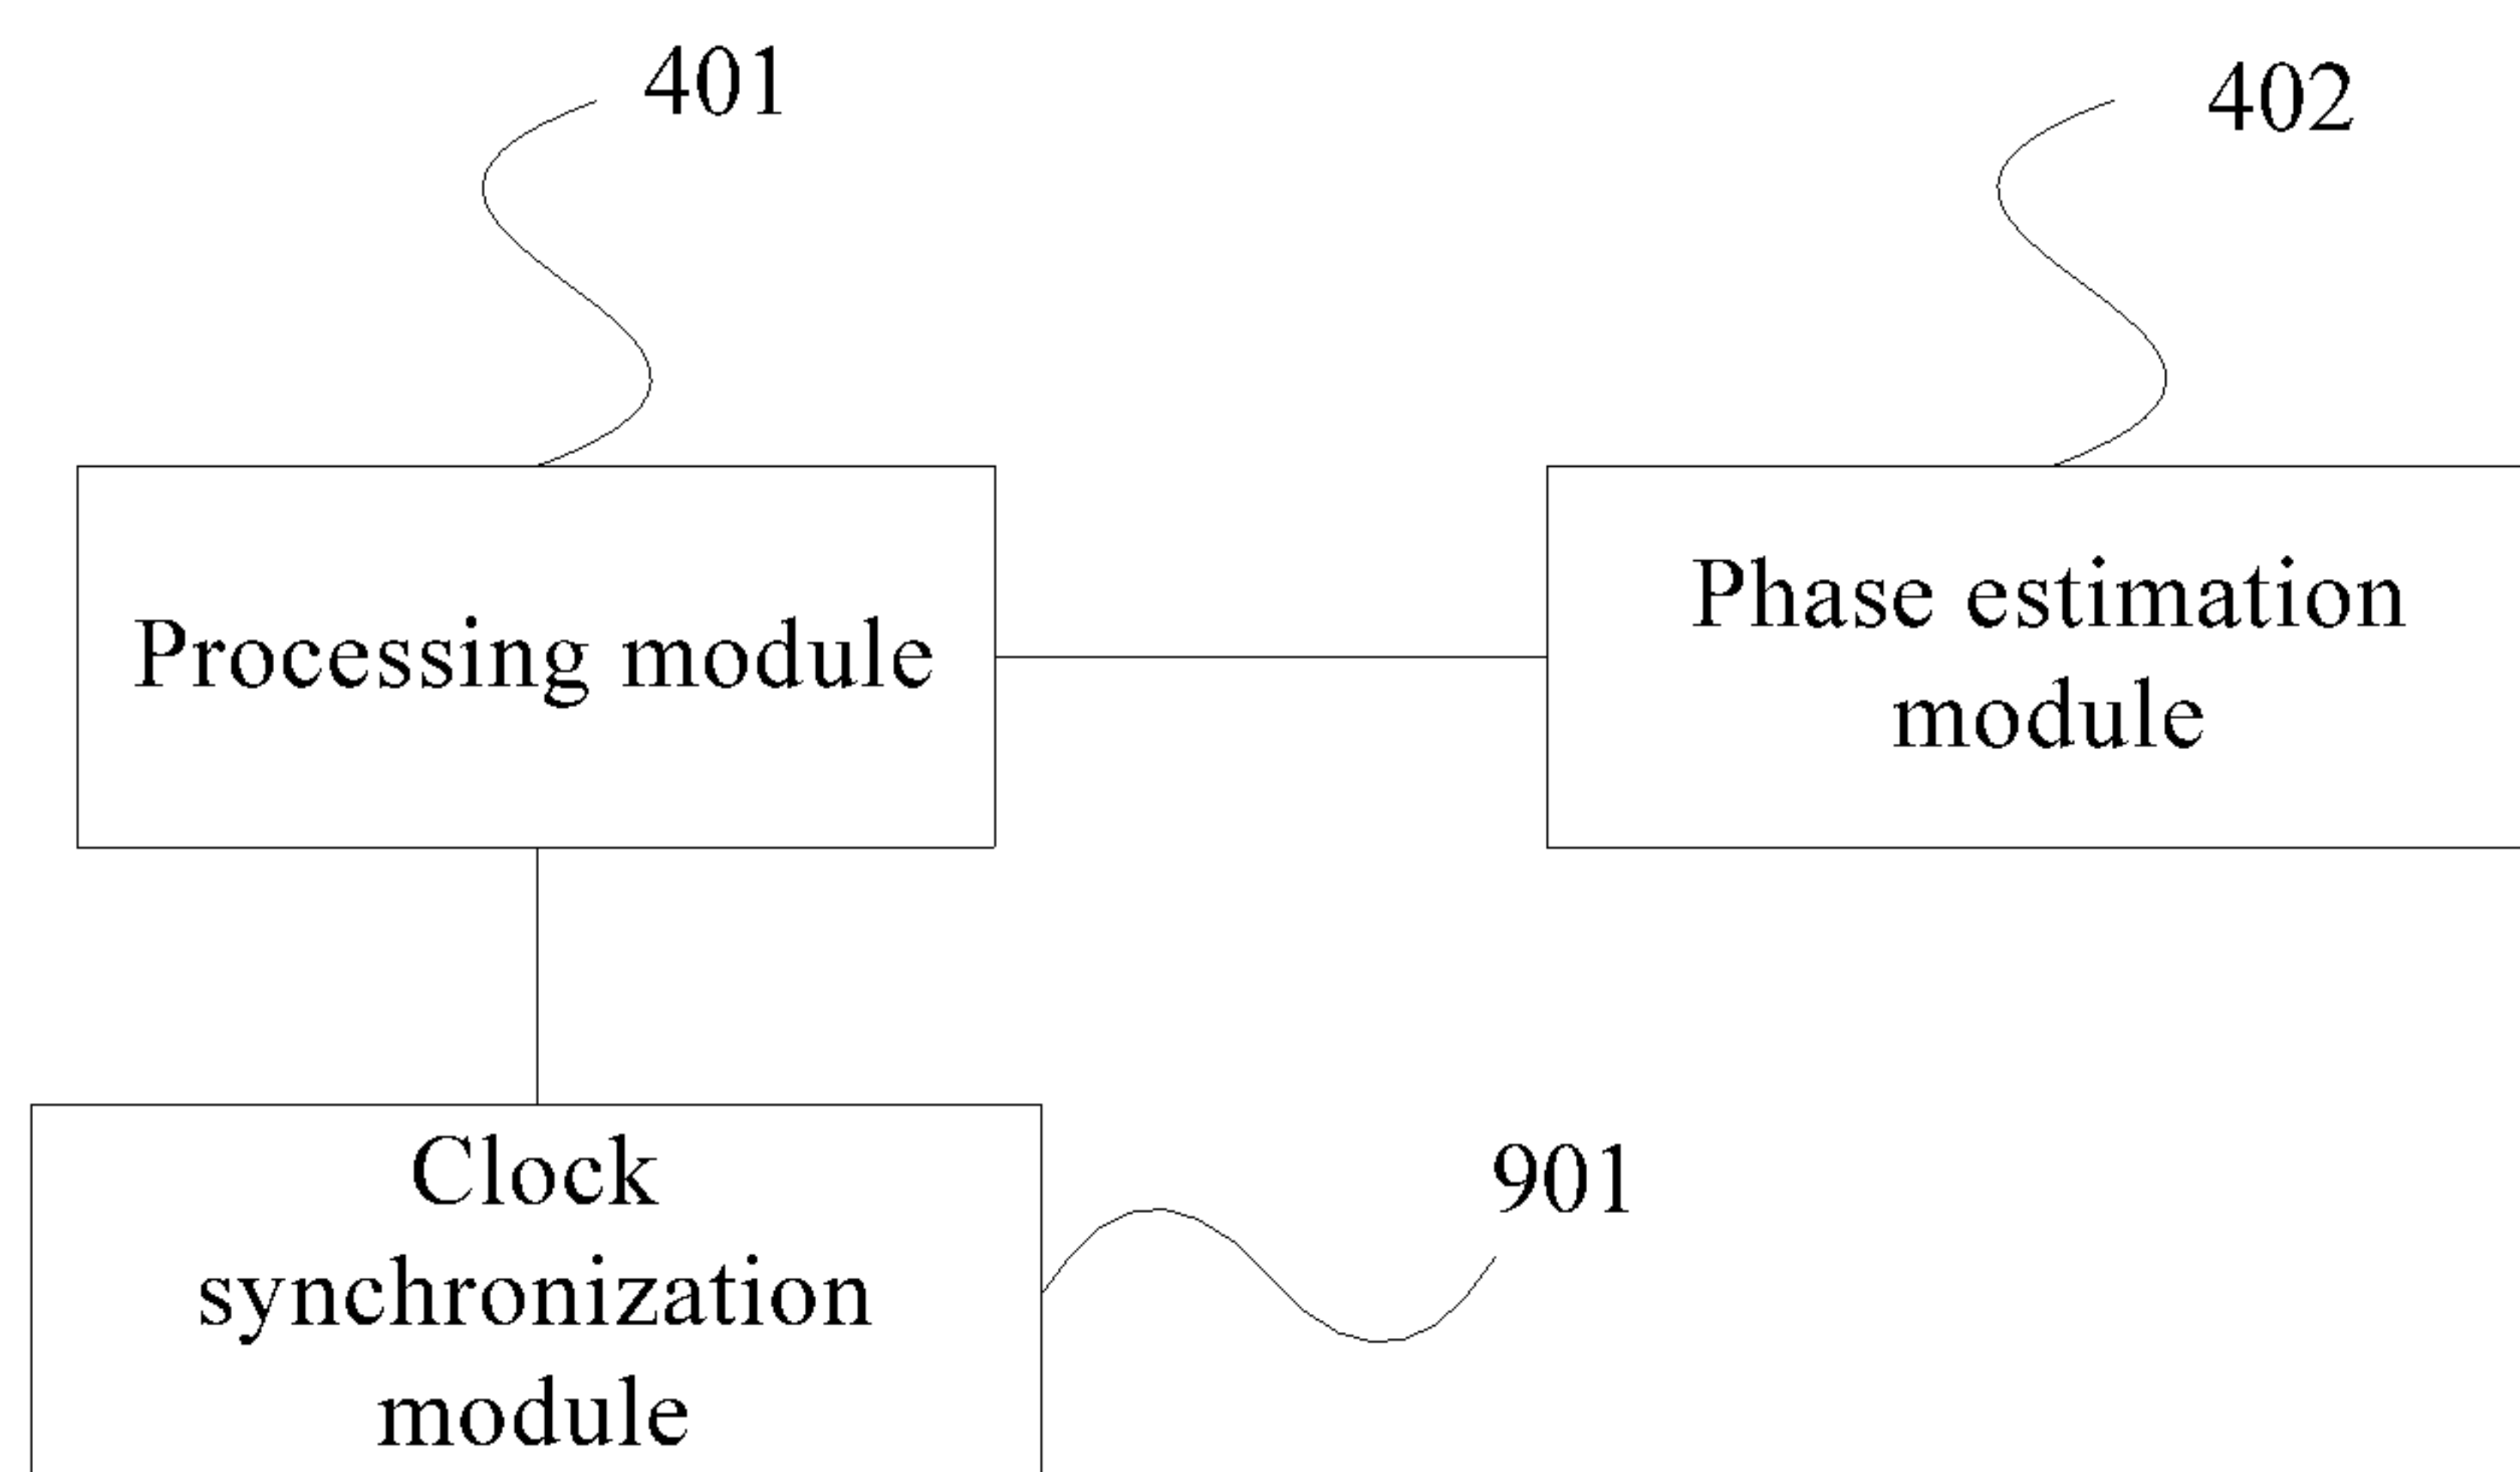 401
402
Processing module
Phase estimation
module
Clock
synchronization
module
901